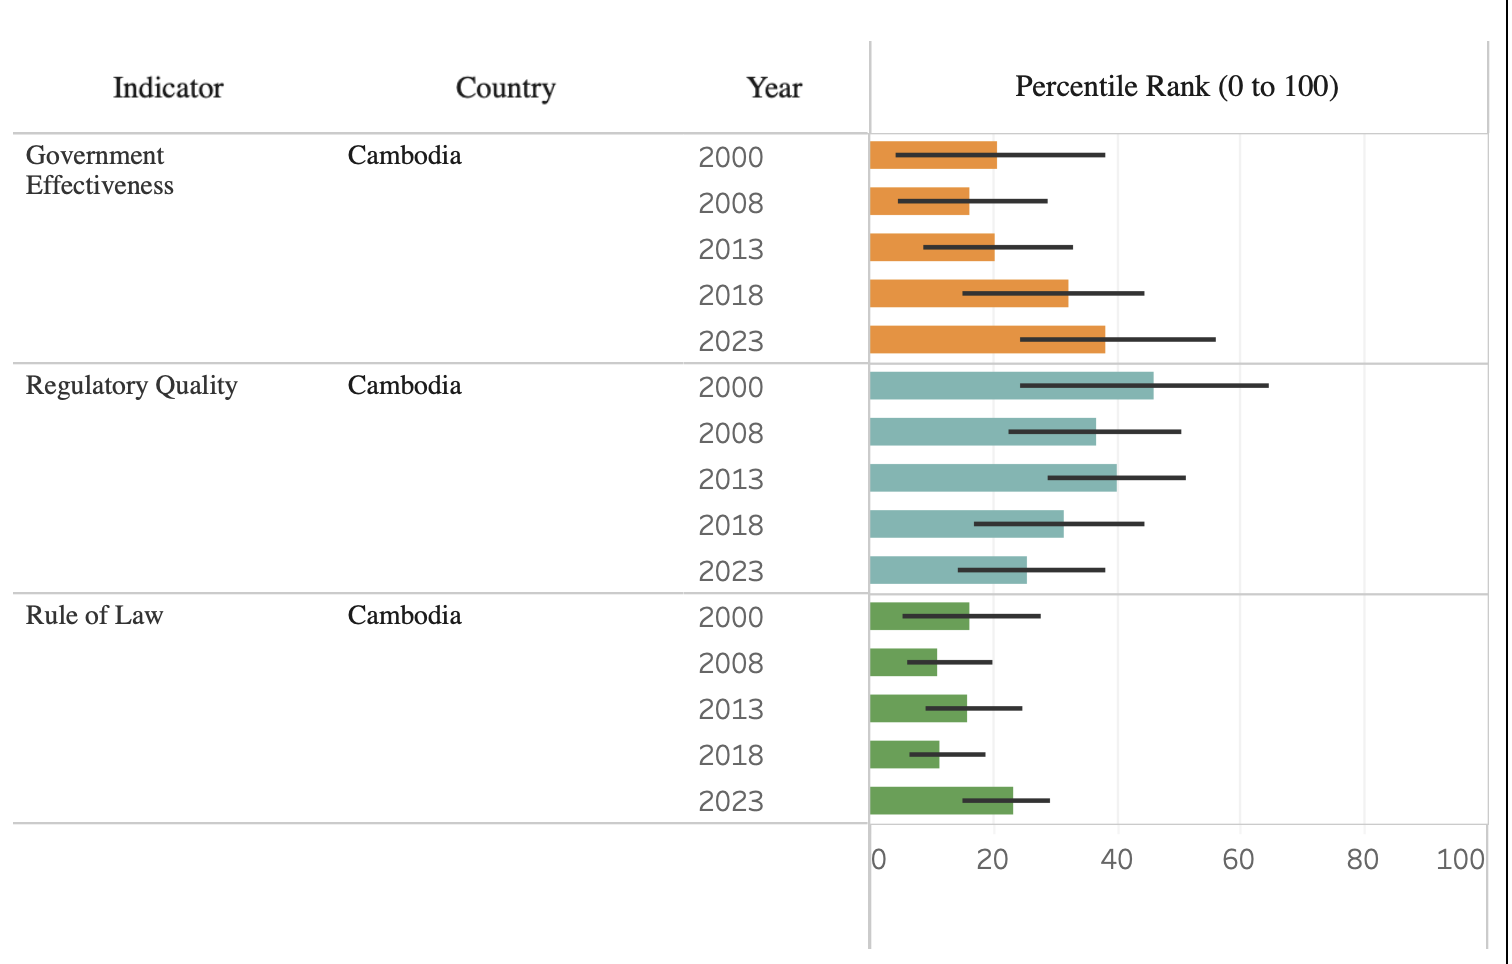 Indicator Country Year Percentile Rank (0 to 100)
Government Cambodia 2000
Effectiveness
2008
2013
2018
2023
Regulatory Quality Cambodia 2000
2008
2013
2018
2023
Rule of Law Cambodia 2000
2008
2013
2018
2023
0 20 40 60 80 100